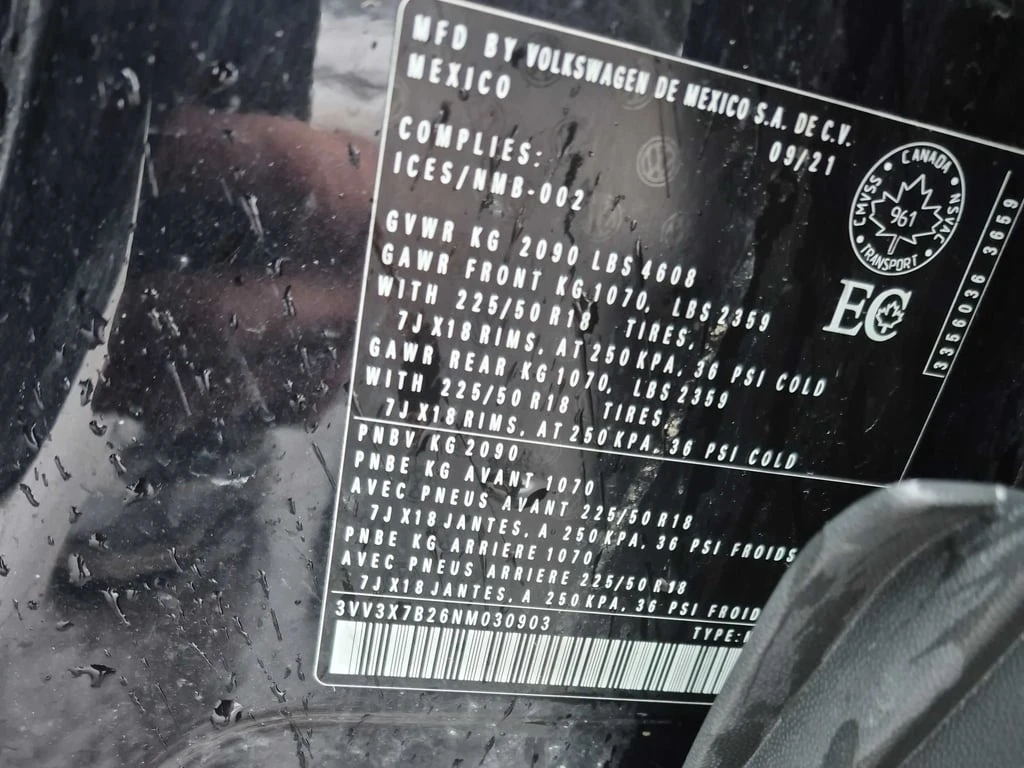 MFD BY VOLKSWAGEN DE MEXICO S.A. DE C.V.
MEXICO
09/21
COMPLIES:
ICES/NMB-002
CANADA
CMVSS
NSVAC
961
TRANSPORT
EC
3356036 3659
GVWR KG 2090 LBS 4608
GAWR FRONT KG 1070, LBS 2359
WITH 225/50 R18 TIRES,
7J X18 RIMS, AT 250 KPA, 36 PSI COLD
GAWR REAR KG 1070, LBS 2359
WITH 225/50 R18 TIRES
7J X18 RIMS, AT 250 KPA, 36 PSI COLD
PNBV KG 2090
PNBE KG AVANT 1070
AVEC PNEUS AVANT 225/50 R18
7J X18 JANTES, A 250 KPA, 36 PSI FROIDS
PNBE KG ARRIERE 1070
AVEC PNEUS ARRIERE 225/50 R18
7J X18 JANTES, A 250 KPA, 36 PSI FROID
3VV3X7B26NM030903
TYPE: